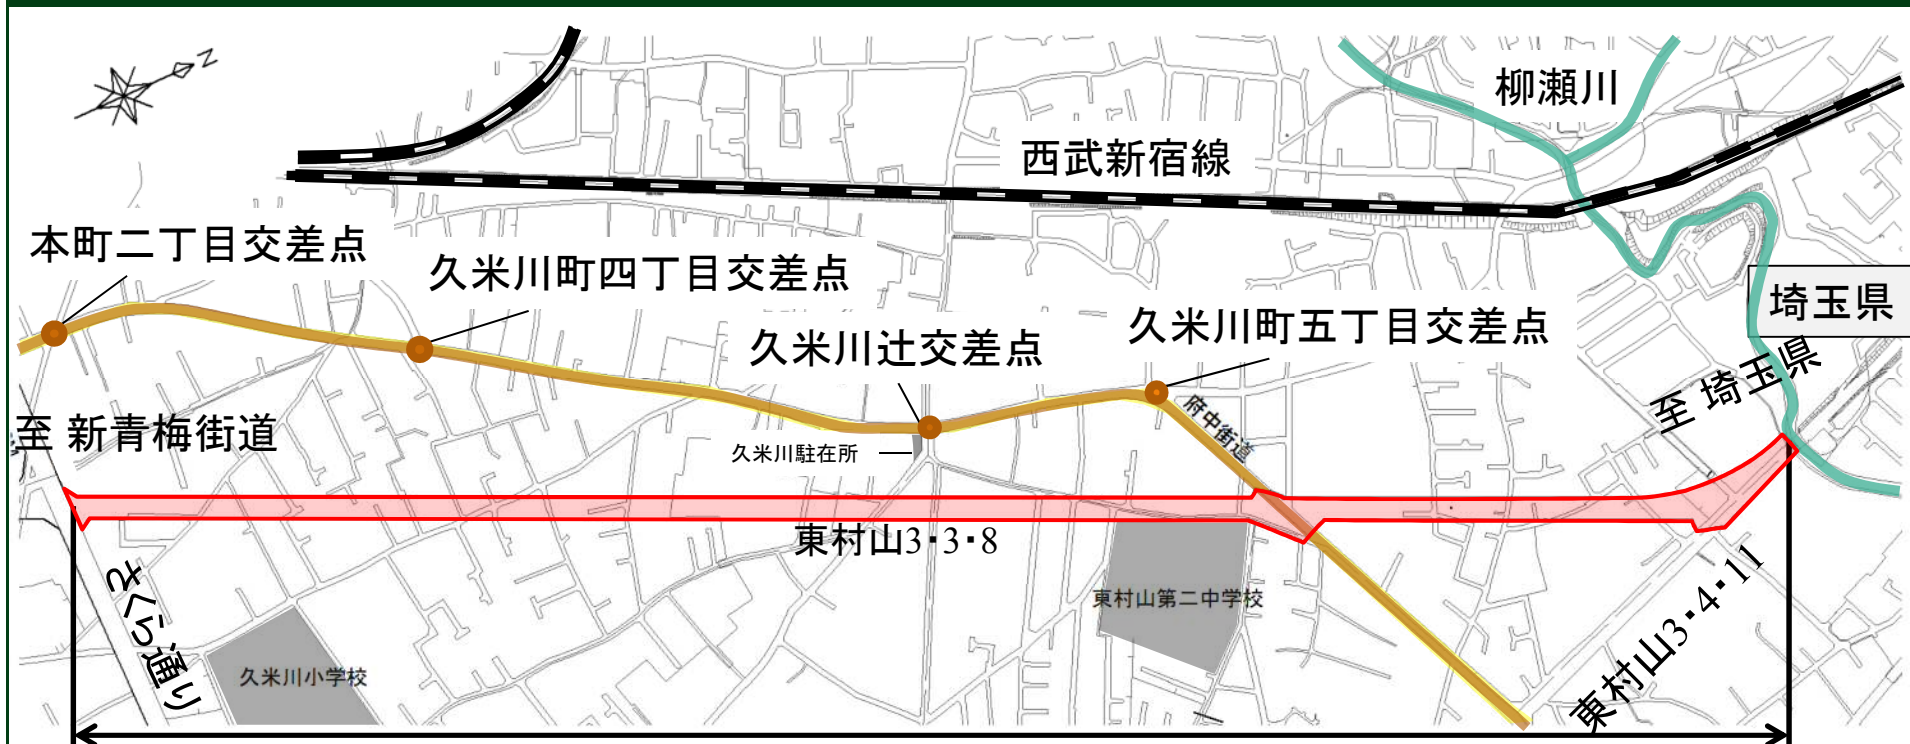 N
柳瀬川
西武新宿線
本町二丁目交差点
久米川町四丁目交差点
埼玉県
久米川町五丁目交差点
久米川辻交差点
至 埼玉県
府中街道
至 新青梅街道
久米川駐在所
東村山3・3・8
さくら通り
東村山第二中学校
東村山3・4・11
久米川小学校